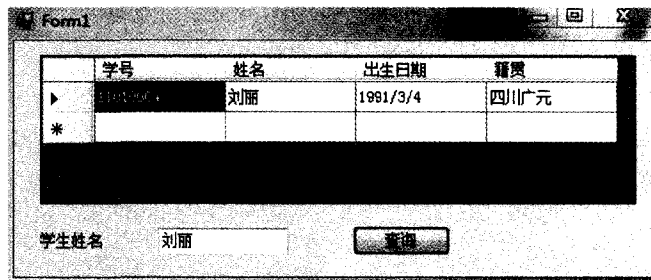 Form1
学号 姓名 出生日期 籍贯
刘丽 1991/3/4 四川广元
*
学生姓名 刘丽 查询